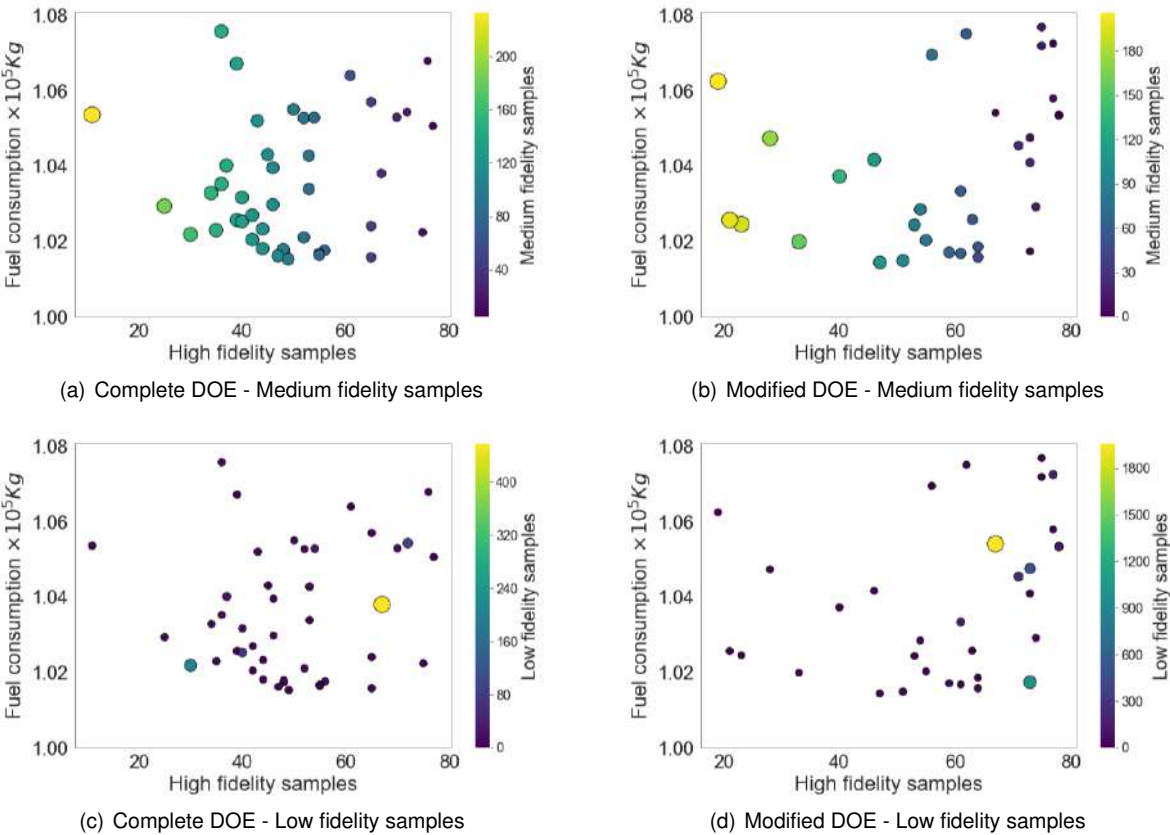 1.08
1.06
1.04
1.02
1.00
Fuel consumption ×10⁵Kg
20 40 60 80
High fidelity samples
200
160
120
80
40
Medium fidelity samples
(a) Complete DOE - Medium fidelity samples
1.08
1.06
1.04
1.02
1.00
Fuel consumption ×10⁵Kg
20 40 60 80
High fidelity samples
180
150
120
90
60
30
0
Medium fidelity samples
(b) Modified DOE - Medium fidelity samples
1.08
1.06
1.04
1.02
1.00
Fuel consumption ×10⁵Kg
20 40 60 80
High fidelity samples
400
320
240
160
80
0
Low fidelity samples
(c) Complete DOE - Low fidelity samples
1.08
1.06
1.04
1.02
1.00
Fuel consumption ×10⁵Kg
20 40 60 80
High fidelity samples
1800
1500
1200
900
600
300
0
Low fidelity samples
(d) Modified DOE - Low fidelity samples